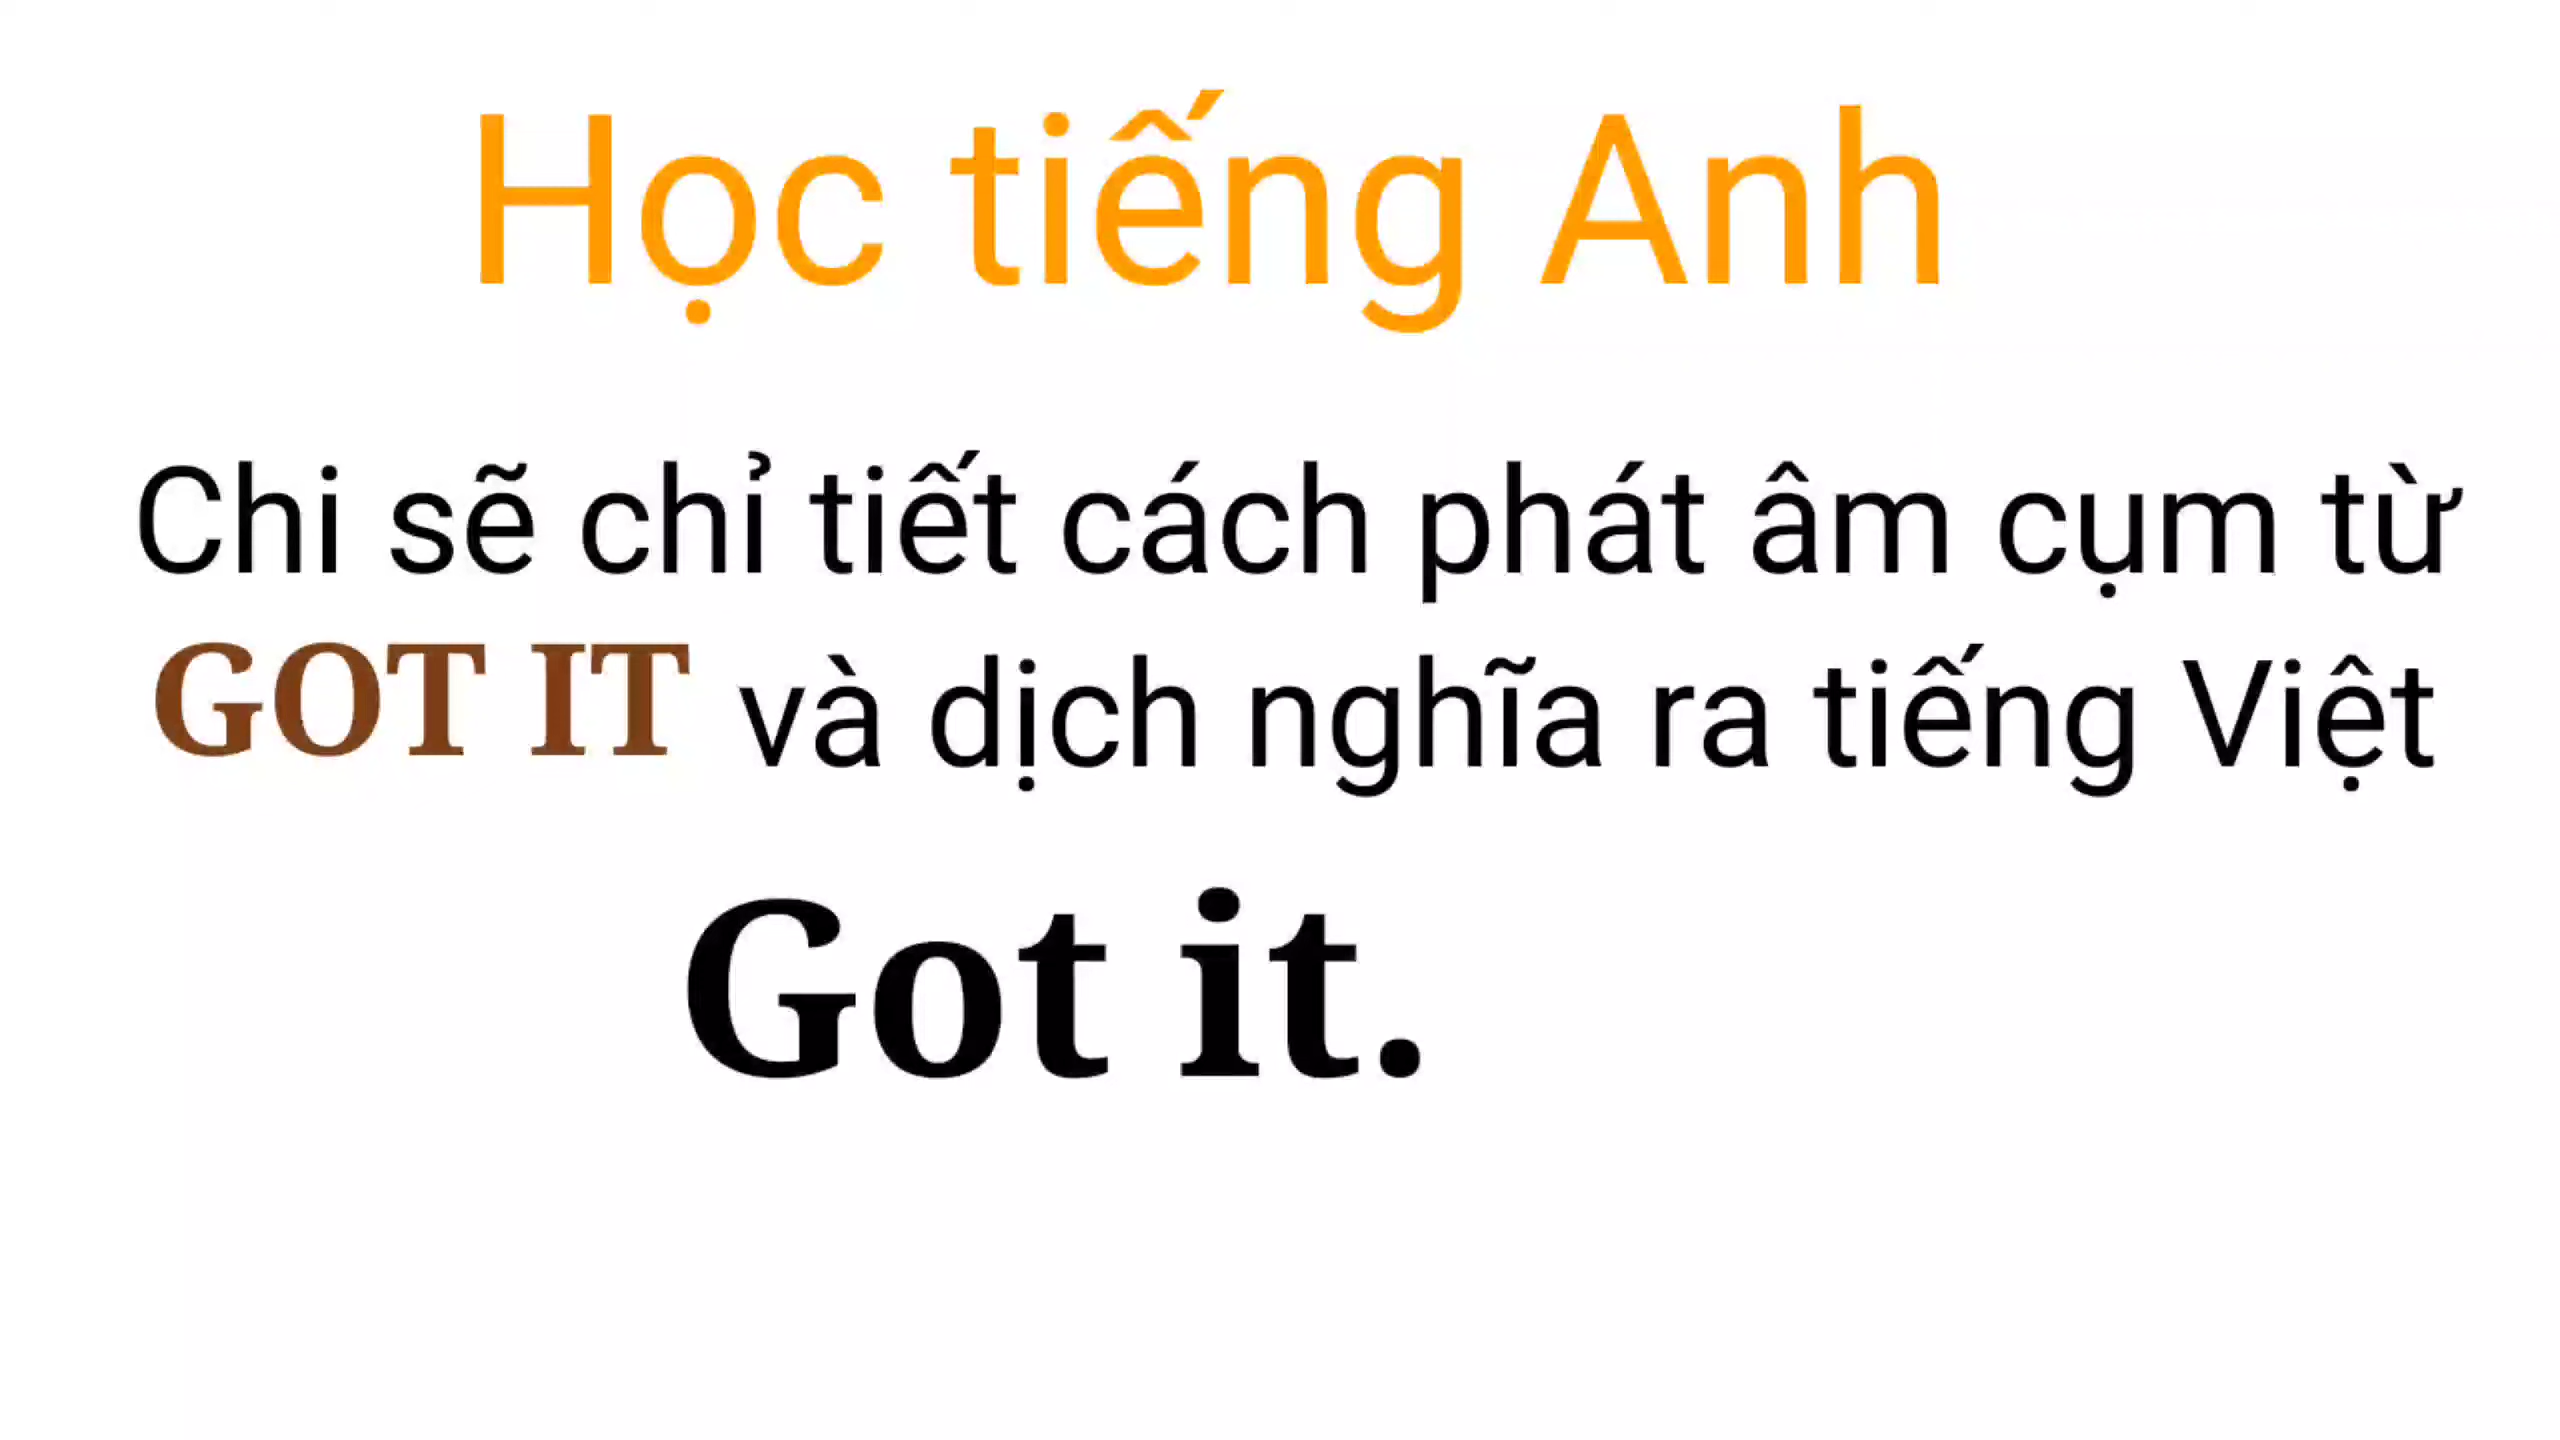 Học tiếng Anh
Chi sẽ chỉ tiết cách phát âm cụm từ
GOT IT và dịch nghĩa ra tiếng Việt
Got it.